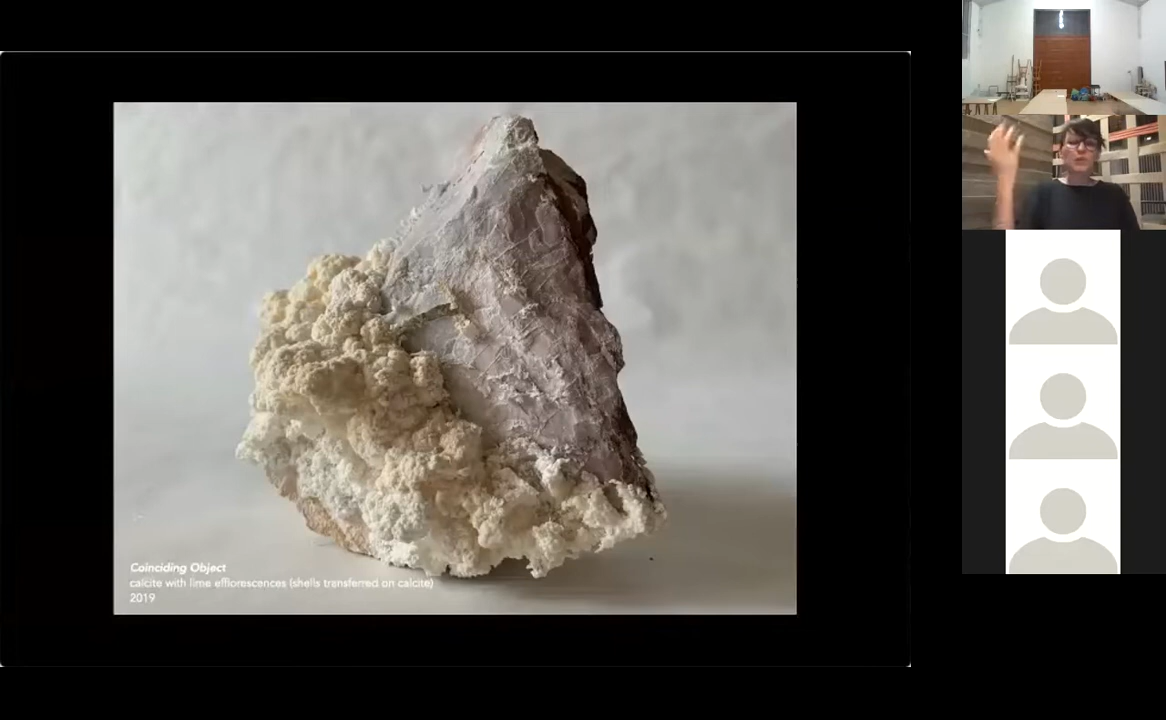 Coinciding Object
calcite with lime efflorescences (shells transferred on calcite)
2019